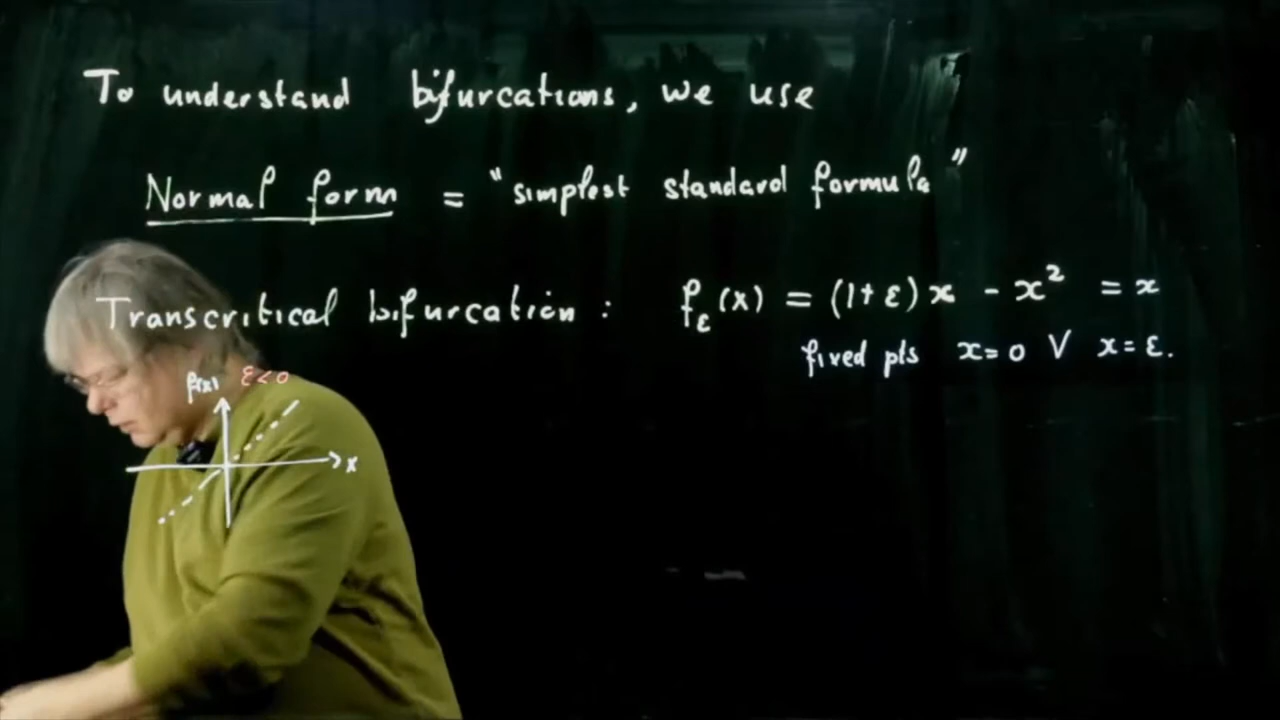 To understand bifurcations, we use
Normal form = "simplest standard formula"
Transcritical bifurcation : f_ε(x) = (1+ε)x - x² = x
fixed pts x=0 V x=ε.
f(x) ε<0
x